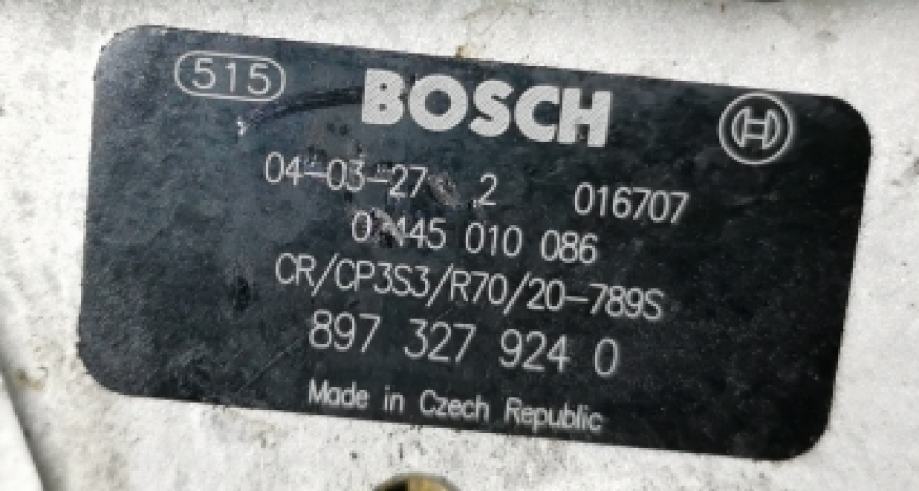 515 BOSCH
04-03-27 2 016707
0 445 010 086
CR/CP3S3/R70/20-789S
897 327 924 0
Made in Czech Republic